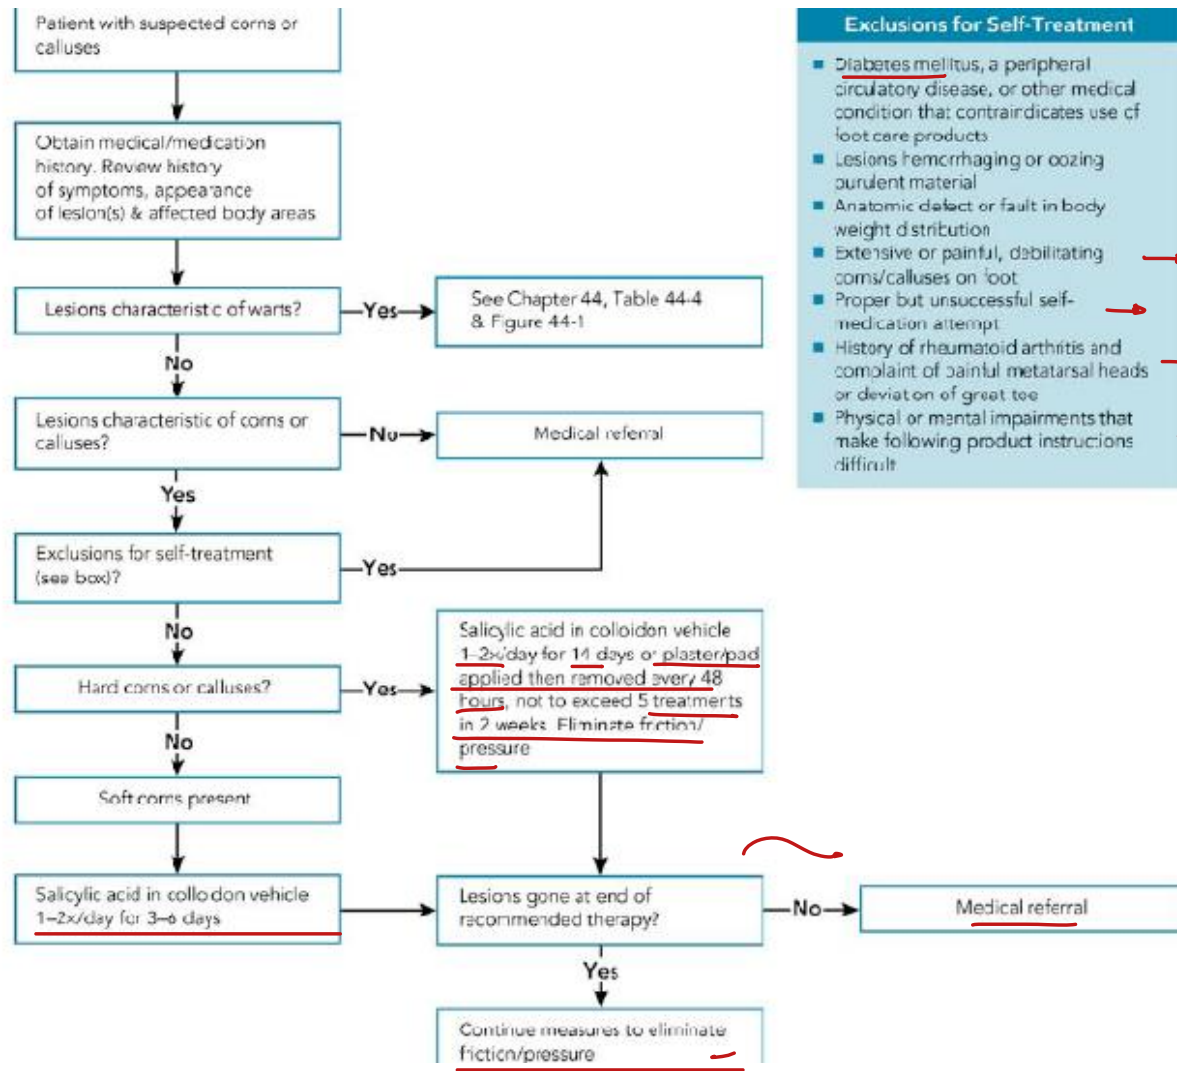 Patient with suspected corns or
calluses
Obtain medical/medication
history. Review history
of symptoms, appearance
of lesion(s) & affected body areas
Lesions characteristic of warts?
Yes
See Chapter 44, Table 44-4
& Figure 44-1
No
Lesions characteristic of corns or
calluses?
No
Medical referral
Yes
Exclusions for self-treatment
(see box)?
Yes
No
Hard corns or calluses?
Yes
Salicylic acid in colloidon vehicle
1–2x/day for 14 days or plaster/pad
applied then removed every 48
hours, not to exceed 5 treatments
in 2 weeks. Eliminate friction/
pressure
No
Soft corns present
Salicylic acid in collodon vehicle
1–2x/day for 3–6 days
Lesions gone at end of
recommended therapy?
No
Medical referral
Yes
Continue measures to eliminate
friction/pressure
Exclusions for Self-Treatment
■ Diabetes mellitus, a peripheral
circulatory disease, or other medical
condition that contraindicates use of
foot care products
■ Lesions hemorrhaging or oozing
purulent material
■ Anatomic defect or fault in body
weight distribution
■ Extensive or painful, debilitating
corns/calluses on foot
■ Proper but unsuccessful self-
medication attempt
■ History of rheumatoid arthritis and
complaint of painful metatarsal heads
or deviation of great toe
■ Physical or mental impairments that
make following product instructions
difficult